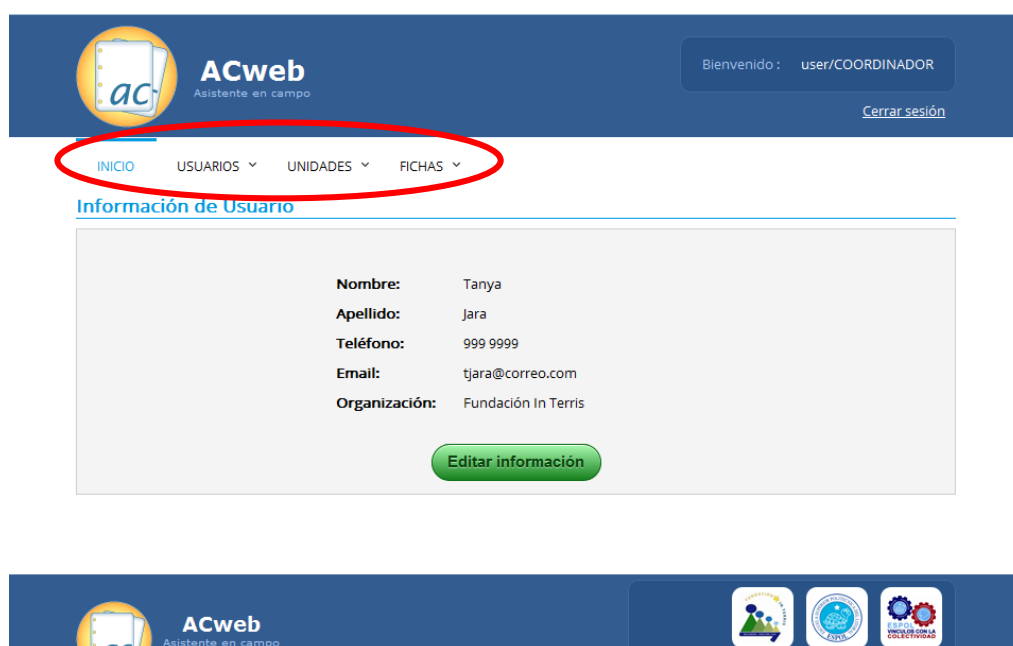 ac
ACweb
Asistente en campo
Bienvenido : user/COORDINADOR
Cerrar sesión
INICIO USUARIOS UNIDADES FICHAS
Información de Usuario
Nombre: Tanya
Apellido: Jara
Teléfono: 999 9999
Email: tjara@correo.com
Organización: Fundación In Terris
Editar información
ac
ACweb
Asistente en campo
ESPOL
ESPOL
VINCULOS CON LA
COLECTIVIDAD